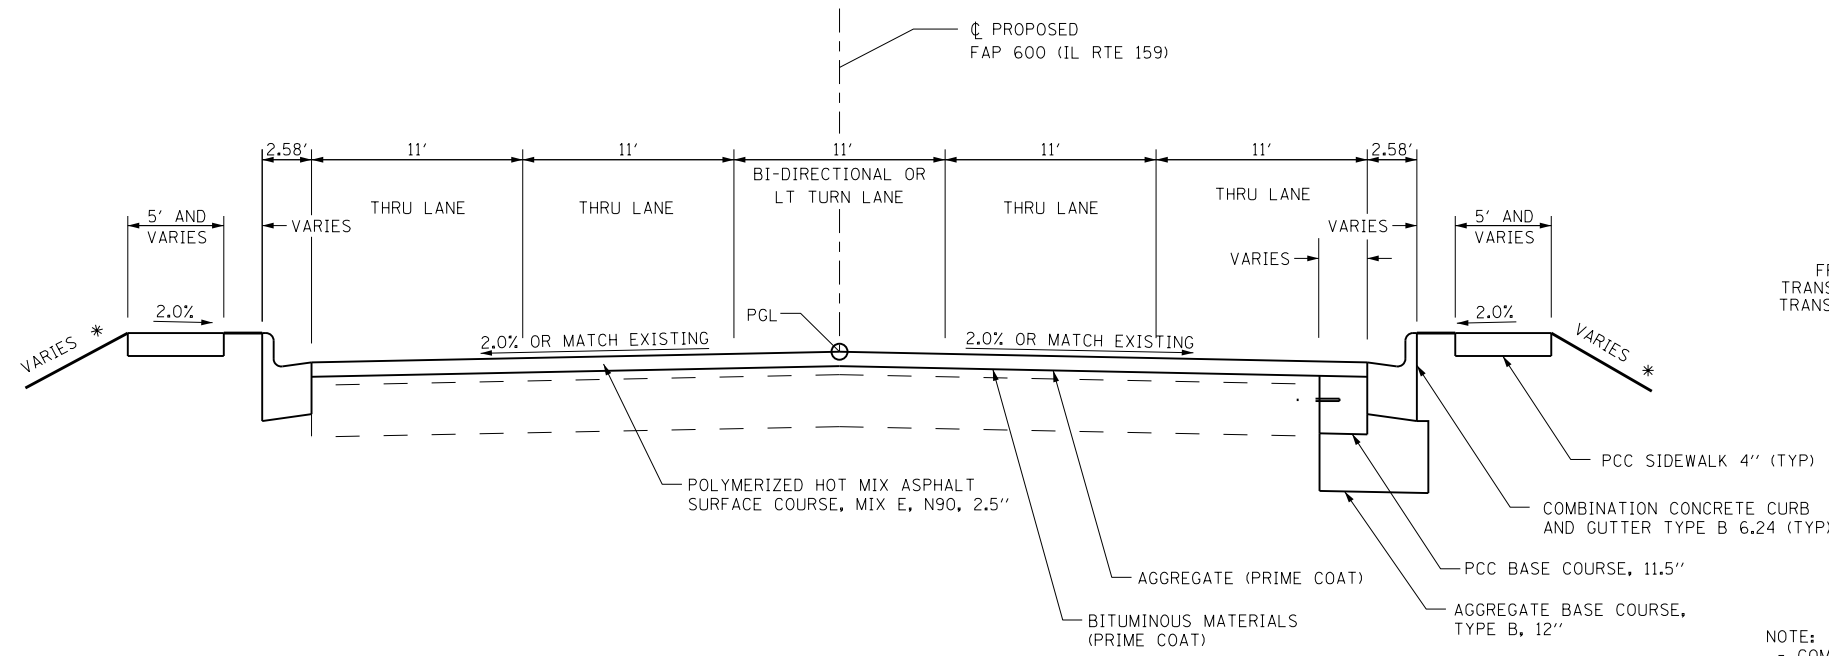 ℄ PROPOSED
FAP 600 (IL RTE 159)
2.58'
11'
11'
11'
11'
11'
2.58'
BI-DIRECTIONAL OR
LT TURN LANE
THRU LANE
THRU LANE
THRU LANE
THRU LANE
5' AND
VARIES
VARIES
VARIES
5' AND
VARIES
VARIES
2.0%
PGL
2.0%
VARIES *
2.0% OR MATCH EXISTING
2.0% OR MATCH EXISTING
VARIES *
TRANS
TRANS
POLYMERIZED HOT MIX ASPHALT
SURFACE COURSE, MIX E, N90, 2.5"
PCC SIDEWALK 4" (TYP)
COMBINATION CONCRETE CURB
AND GUTTER TYPE B 6.24 (TYP)
PCC BASE COURSE, 11.5"
AGGREGATE (PRIME COAT)
AGGREGATE BASE COURSE,
TYPE B, 12"
BITUMINOUS MATERIALS
(PRIME COAT)
NOTE: